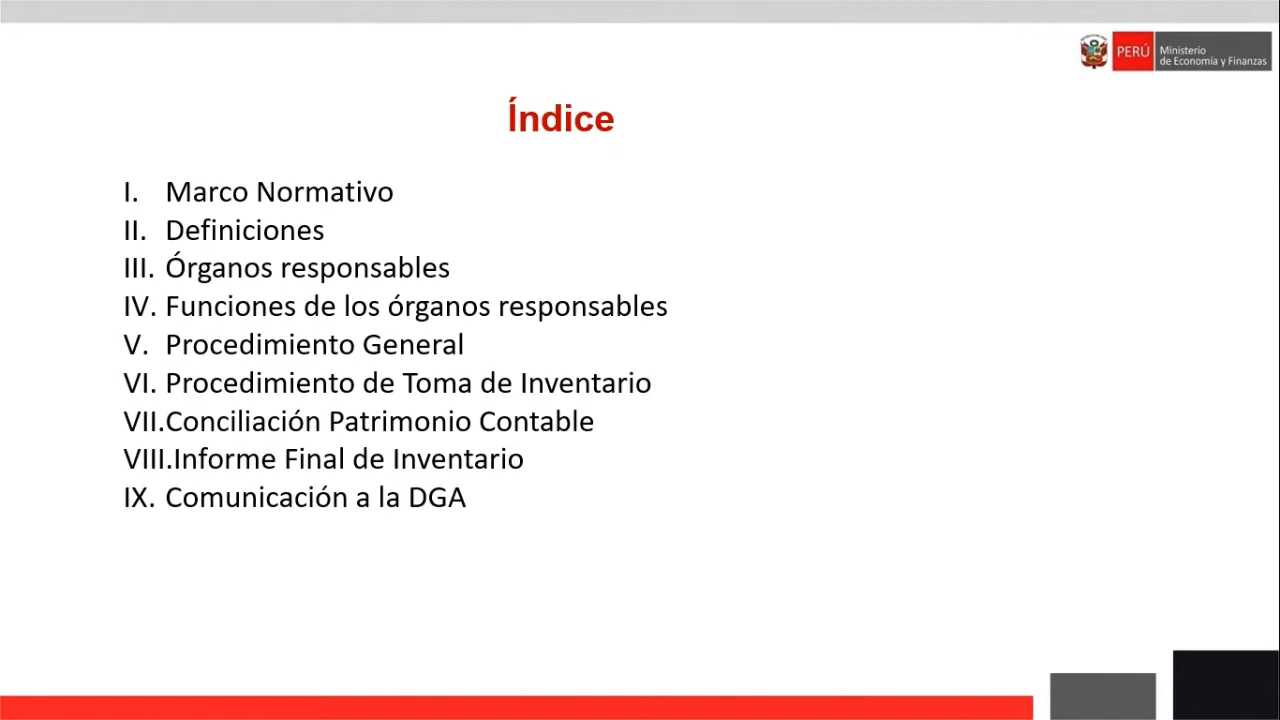 PERÚ
Ministerio
de Economía y Finanzas
Índice
I. Marco Normativo
II. Definiciones
III. Órganos responsables
IV. Funciones de los órganos responsables
V. Procedimiento General
VI. Procedimiento de Toma de Inventario
VII.Conciliación Patrimonio Contable
VIII.Informe Final de Inventario
IX. Comunicación a la DGA